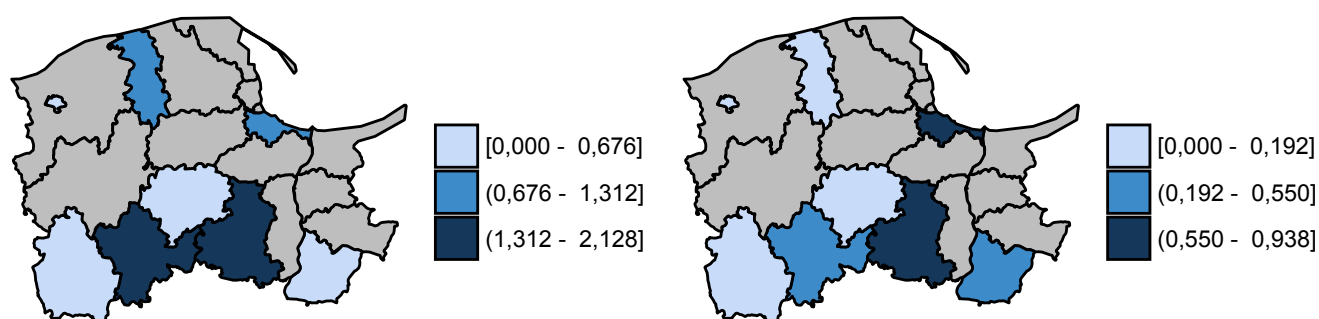 [0,000 -  0,676]
(0,676 -  1,312]
(1,312 -  2,128]
[0,000 -  0,192]
(0,192 -  0,550]
(0,550 -  0,938]